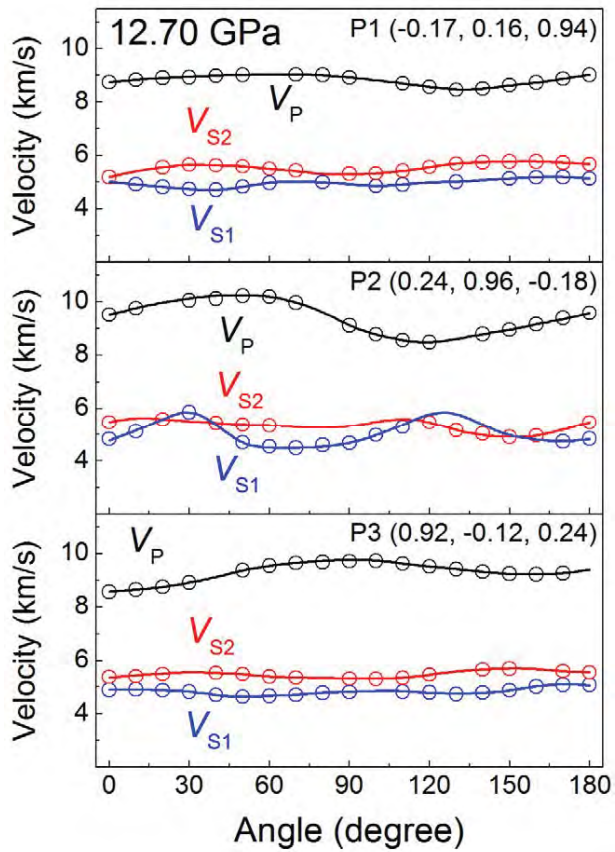 12.70 GPa
P1 (-0.17, 0.16, 0.94)
Velocity (km/s)
10
8
6
4
VP
VS2
VS1
P2 (0.24, 0.96, -0.18)
Velocity (km/s)
10
8
6
4
VP
VS2
VS1
P3 (0.92, -0.12, 0.24)
Velocity (km/s)
10
8
6
4
VP
VS2
VS1
0 30 60 90 120 150 180
Angle (degree)